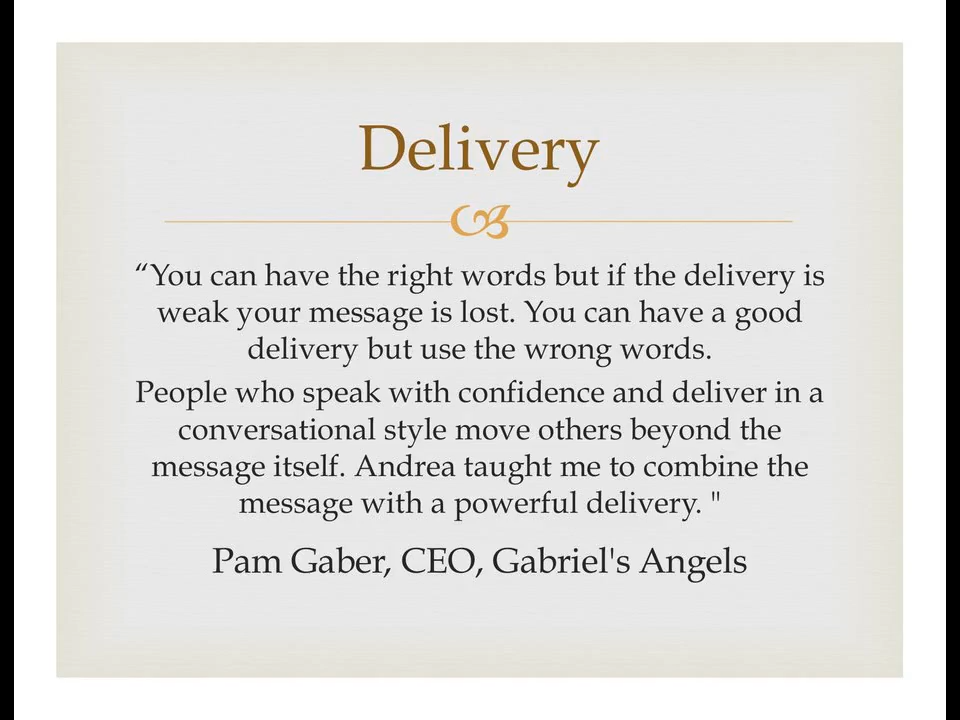 Delivery
“You can have the right words but if the delivery is
weak your message is lost. You can have a good
delivery but use the wrong words.
People who speak with confidence and deliver in a
conversational style move others beyond the
message itself. Andrea taught me to combine the
message with a powerful delivery. "
Pam Gaber, CEO, Gabriel's Angels